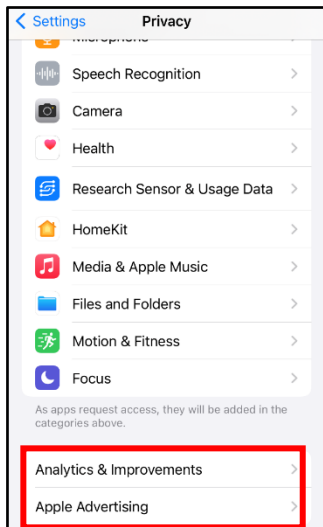 Settings Privacy
Microphone
Speech Recognition
Camera
Health
Research Sensor & Usage Data
HomeKit
Media & Apple Music
Files and Folders
Motion & Fitness
Focus
As apps request access, they will be added in the
categories above.
Analytics & Improvements
Apple Advertising